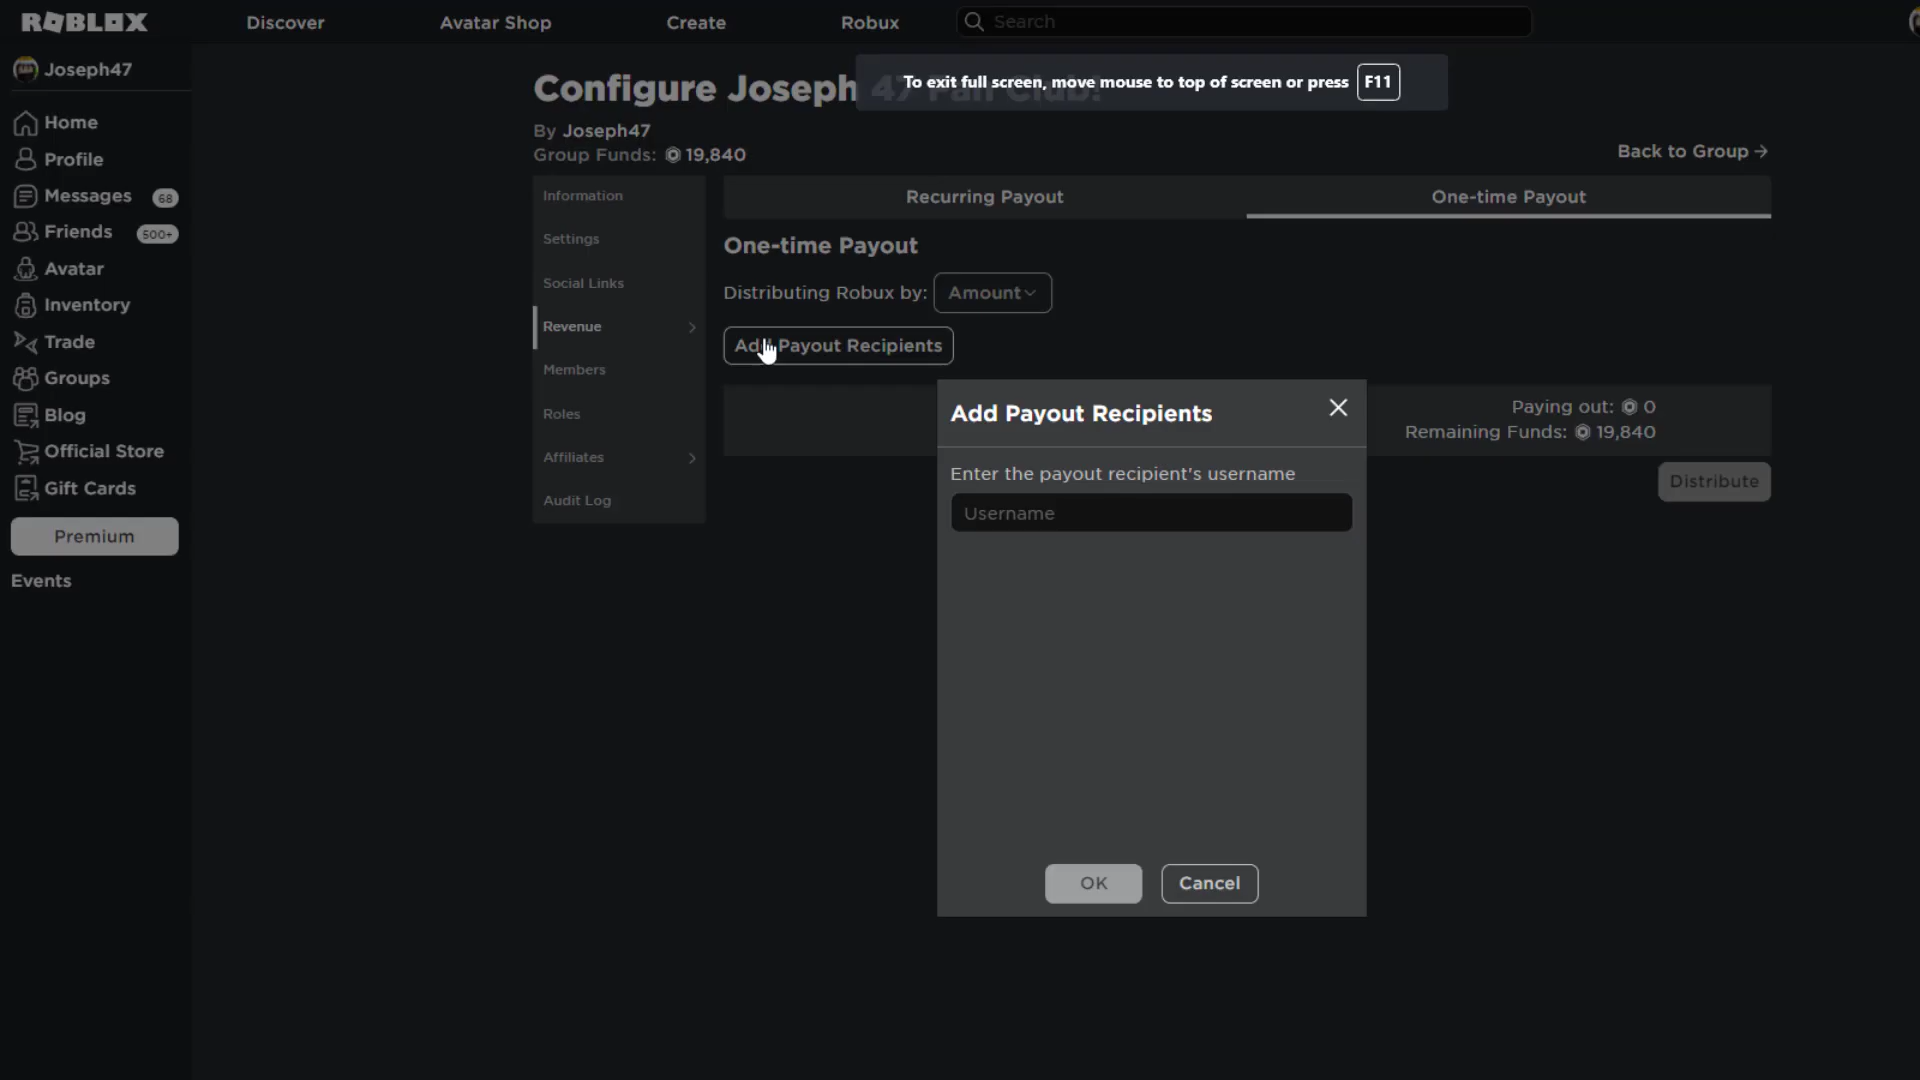 ROBLOX
Discover
Avatar Shop
Create
Robux
Search
Joseph47
Home
Profile
Messages 68
Friends 500+
Avatar
Inventory
Trade
Groups
Blog
Official Store
Gift Cards
Premium
Events
To exit full screen, move mouse to top of screen or press F11
Configure Joseph 47 Fan Club!
By Joseph47
Group Funds: 19,840
Back to Group →
Information
Settings
Social Links
Revenue
Members
Roles
Affiliates
Audit Log
Recurring Payout
One-time Payout
One-time Payout
Distributing Robux by: Amount
Add Payout Recipients
Paying out: 0
Remaining Funds: 19,840
Distribute
Add Payout Recipients
Enter the payout recipient's username
Username
OK
Cancel